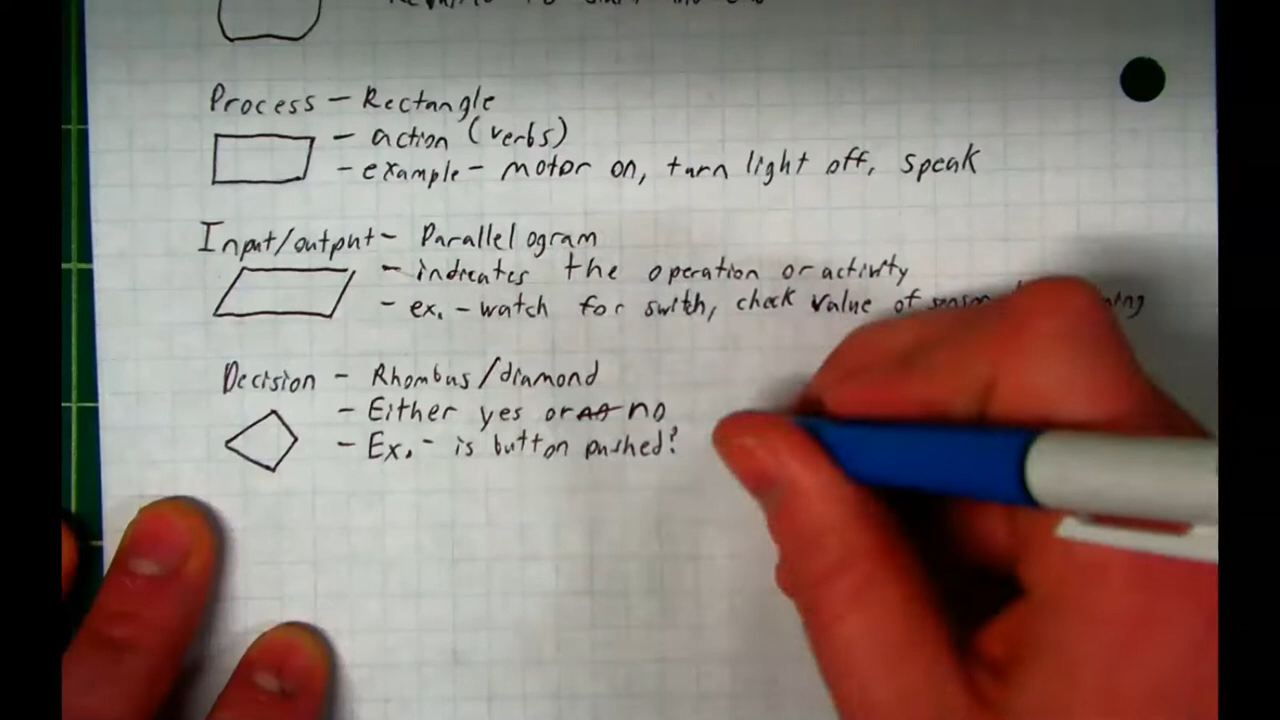 Process - Rectangle
- action (verbs)
- example - motor on, turn light off, speak
Input/output - Parallelogram
- indicates the operation or activity
- ex. - watch for swith, check value of
Decision - Rhombus/diamond
- Either yes or no
- Ex. - is button pushed?